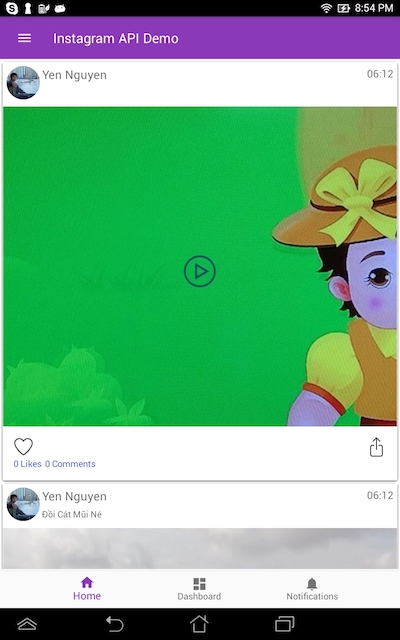 8:54 PM
Instagram API Demo
Yen Nguyen
06:12
0 Likes 0 Comments
Yen Nguyen
06:12
Đồi Cát Mũi Né
Home
Dashboard
Notifications